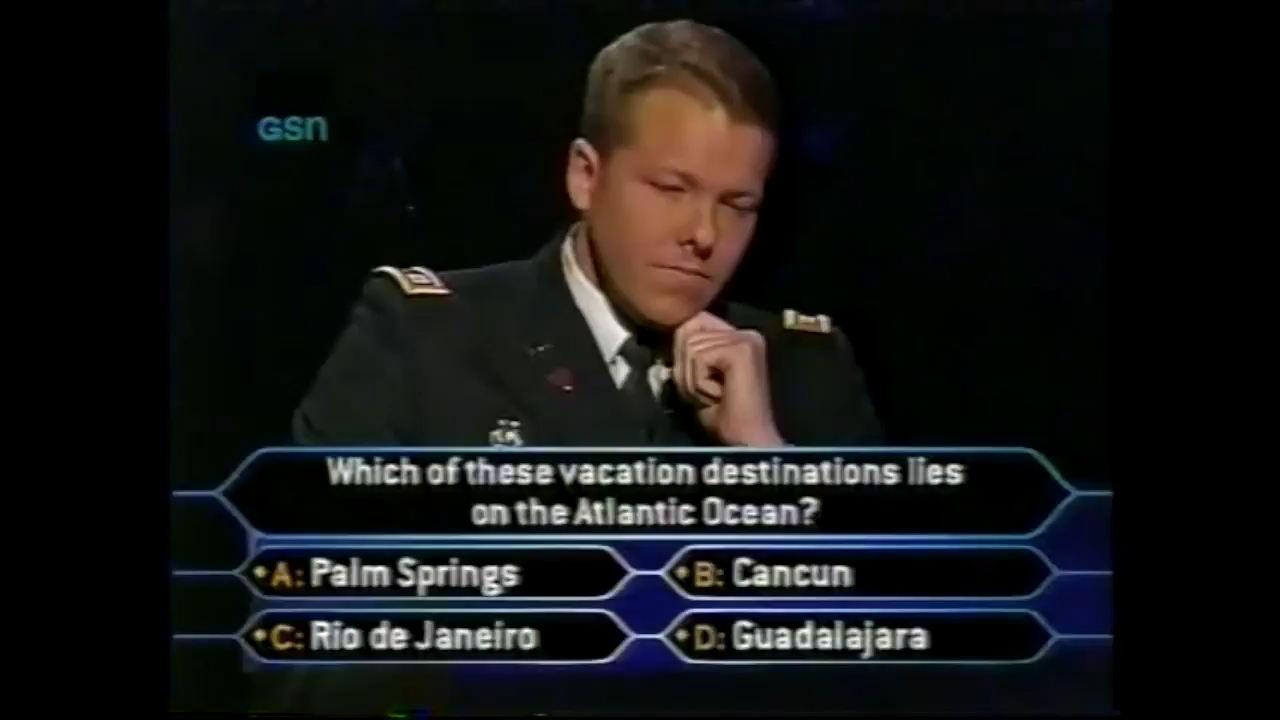 GSN
Which of these vacation destinations lies
on the Atlantic Ocean?
•A: Palm Springs
•B: Cancun
•C: Rio de Janeiro
•D: Guadalajara